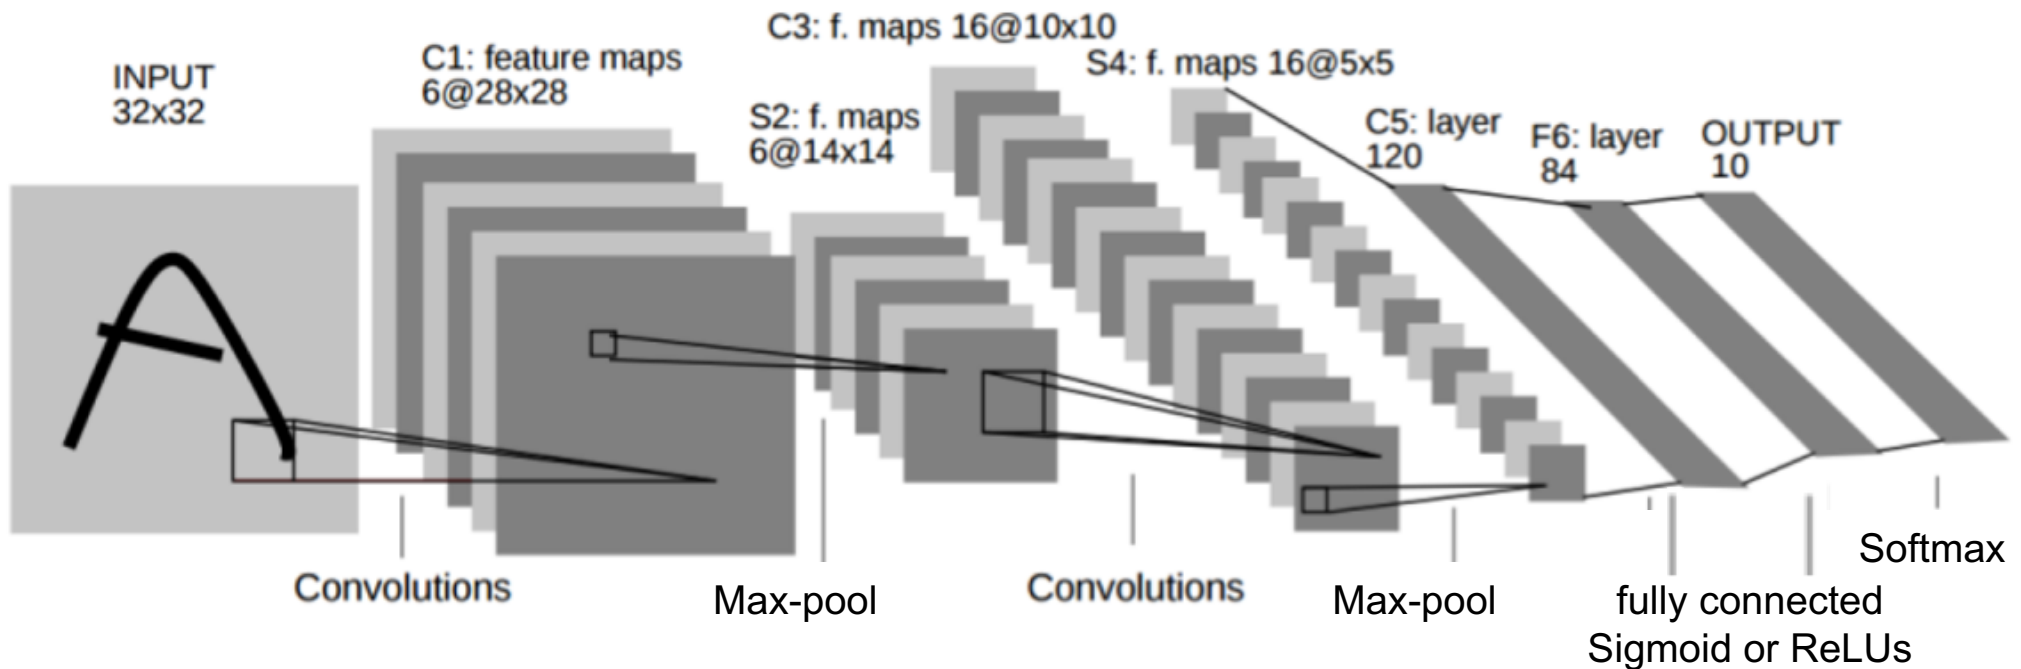 INPUT
32x32
C1: feature maps
6@28x28
S2: f. maps
6@14x14
C3: f. maps 16@10x10
S4: f. maps 16@5x5
C5: layer
120
F6: layer
84
OUTPUT
10
Convolutions
Max-pool
Convolutions
Max-pool
fully connected
Sigmoid or ReLUs
Softmax